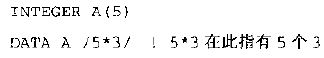 INTEGER A(5)
DATA A /5*3/ ! 5*3 在此指有 5 个 3